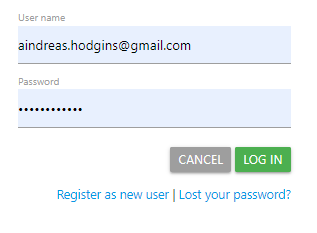 User name
aindreas.hodgins@gmail.com
Password
••••••••••••
CANCEL LOG IN
Register as new user | Lost your password?